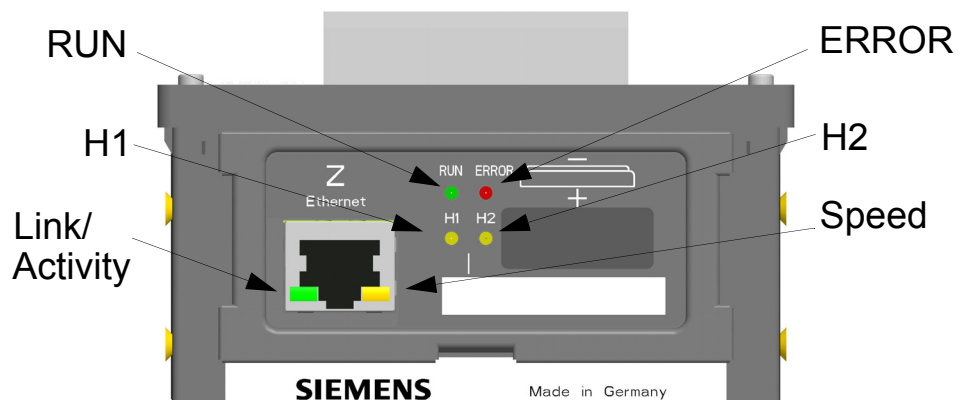 RUN
ERROR
H1
H2
Link/
Activity
Speed
Z
Ethernet
RUN ERROR
H1 H2
−
+
SIEMENS
Made in Germany